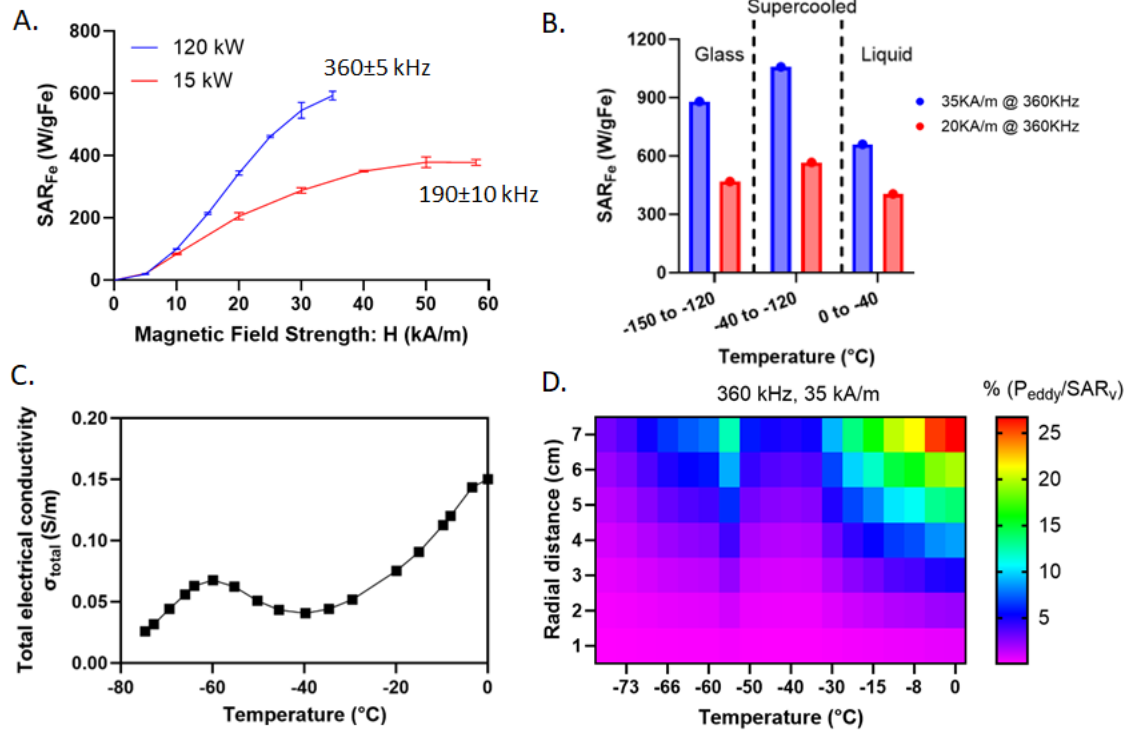 A.
SAR_Fe (W/gFe)
800
600
400
200
0
120 kW
15 kW
360±5 kHz
190±10 kHz
0 10 20 30 40 50 60
Magnetic Field Strength: H (kA/m)
B.
Supercooled
Glass
Liquid
SAR_Fe (W/gFe)
1200
900
600
300
0
35KA/m @ 360KHz
20KA/m @ 360KHz
-150 to -120
-40 to -120
0 to -40
Temperature (°C)
C.
Total electrical conductivity
σ_total (S/m)
0.20
0.15
0.10
0.05
0.00
-80 -60 -40 -20 0
Temperature (°C)
D.
360 kHz, 35 kA/m
% (P_eddy/SAR_v)
Radial distance (cm)
7
6
5
4
3
2
1
-73 -66 -60 -50 -40 -30 -15 -8 0
Temperature (°C)
25
20
15
10
5